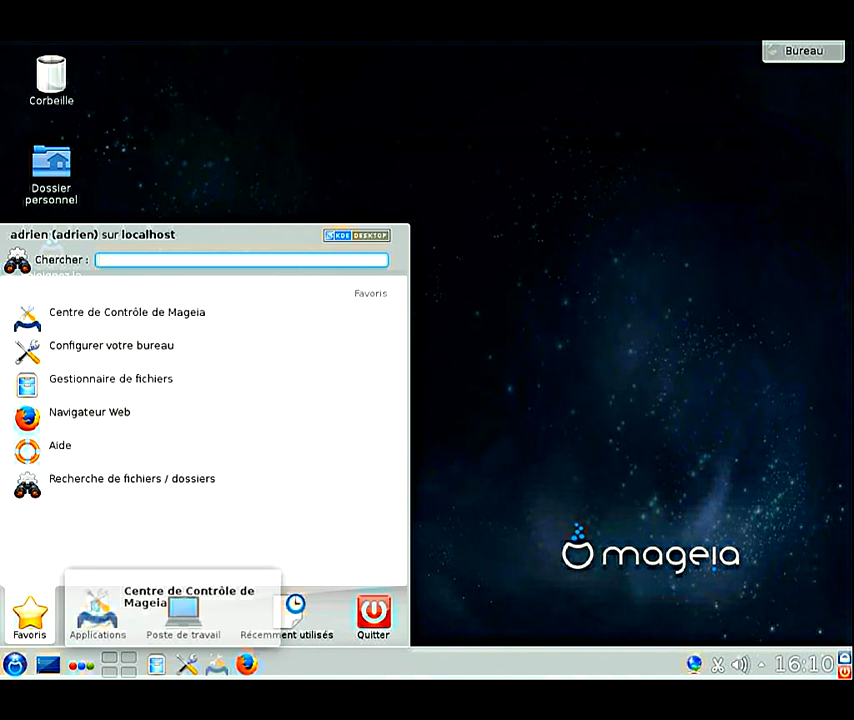 Bureau
Corbeille
Dossier
personnel
adrien (adrien) sur localhost
KDE DESKTOP
Chercher :
Favoris
Centre de Contrôle de Mageia
Configurer votre bureau
Gestionnaire de fichiers
Navigateur Web
Aide
Recherche de fichiers / dossiers
mageia
Centre de Contrôle de
Mageia
Favoris
Applications
Poste de travail
Récemment utilisés
Quitter
16:10